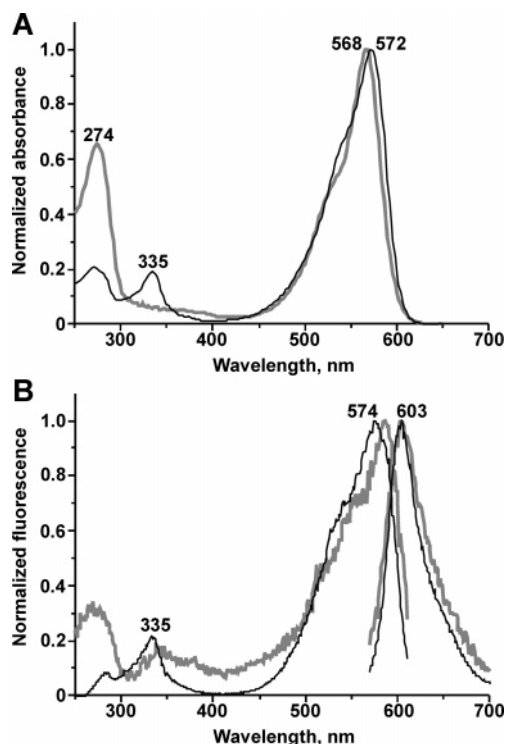 A
568 572
1.0
274
0.8
Normalized absorbance
0.6
0.4
335
0.2
0
300 400 500 600 700
Wavelength, nm
B
574 603
1.0
0.8
Normalized fluorescence
0.6
0.4
335
0.2
0
300 400 500 600 700
Wavelength, nm